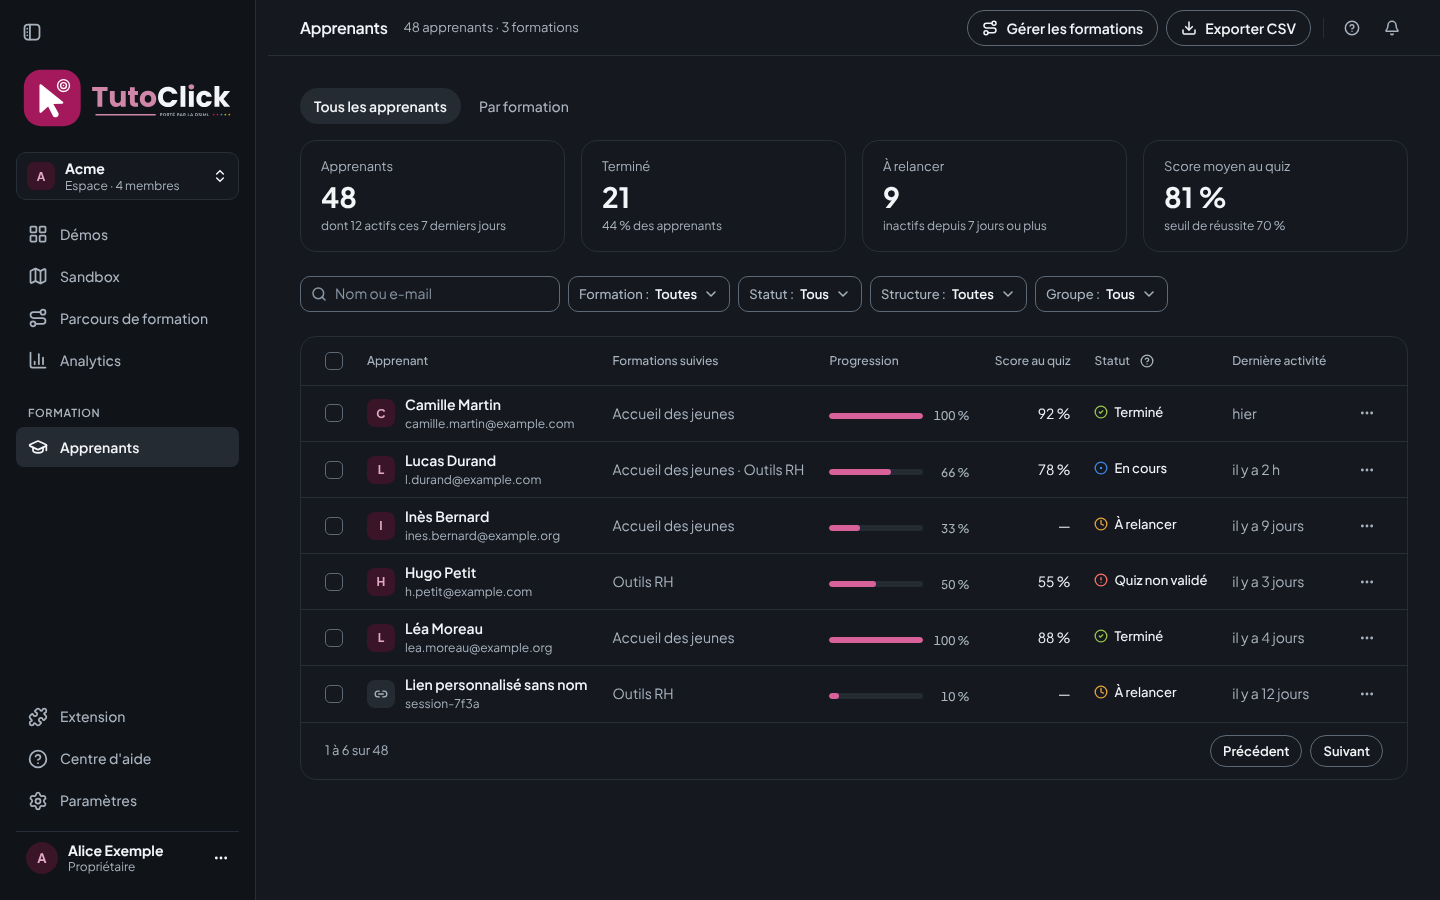 TutoClick
PORTÉ PAR LA DSIML
Acme
Espace · 4 membres
A
Démos
Sandbox
Parcours de formation
Analytics
FORMATION
Apprenants
Extension
Centre d'aide
Paramètres
A
Alice Exemple
Propriétaire
Apprenants
48 apprenants · 3 formations
Gérer les formations
Exporter CSV
Tous les apprenants
Par formation
Apprenants
48
dont 12 actifs ces 7 derniers jours
Terminé
21
44 % des apprenants
À relancer
9
inactifs depuis 7 jours ou plus
Score moyen au quiz
81 %
seuil de réussite 70 %
Nom ou e-mail
Formation : Toutes
Statut : Tous
Structure : Toutes
Groupe : Tous
Apprenant Formations suivies Progression Score au quiz Statut Dernière activité
C Camille Martin
camille.martin@example.com
Accueil des jeunes 100 % 92 % Terminé hier
L Lucas Durand
l.durand@example.com
Accueil des jeunes · Outils RH 66 % 78 % En cours il y a 2 h
I Inès Bernard
ines.bernard@example.org
Accueil des jeunes 33 % — À relancer il y a 9 jours
H Hugo Petit
h.petit@example.com
Outils RH 50 % 55 % Quiz non validé il y a 3 jours
L Léa Moreau
lea.moreau@example.org
Accueil des jeunes 100 % 88 % Terminé il y a 4 jours
Lien personnalisé sans nom
session-7f3a
Outils RH 10 % — À relancer il y a 12 jours
1 à 6 sur 48
Précédent
Suivant